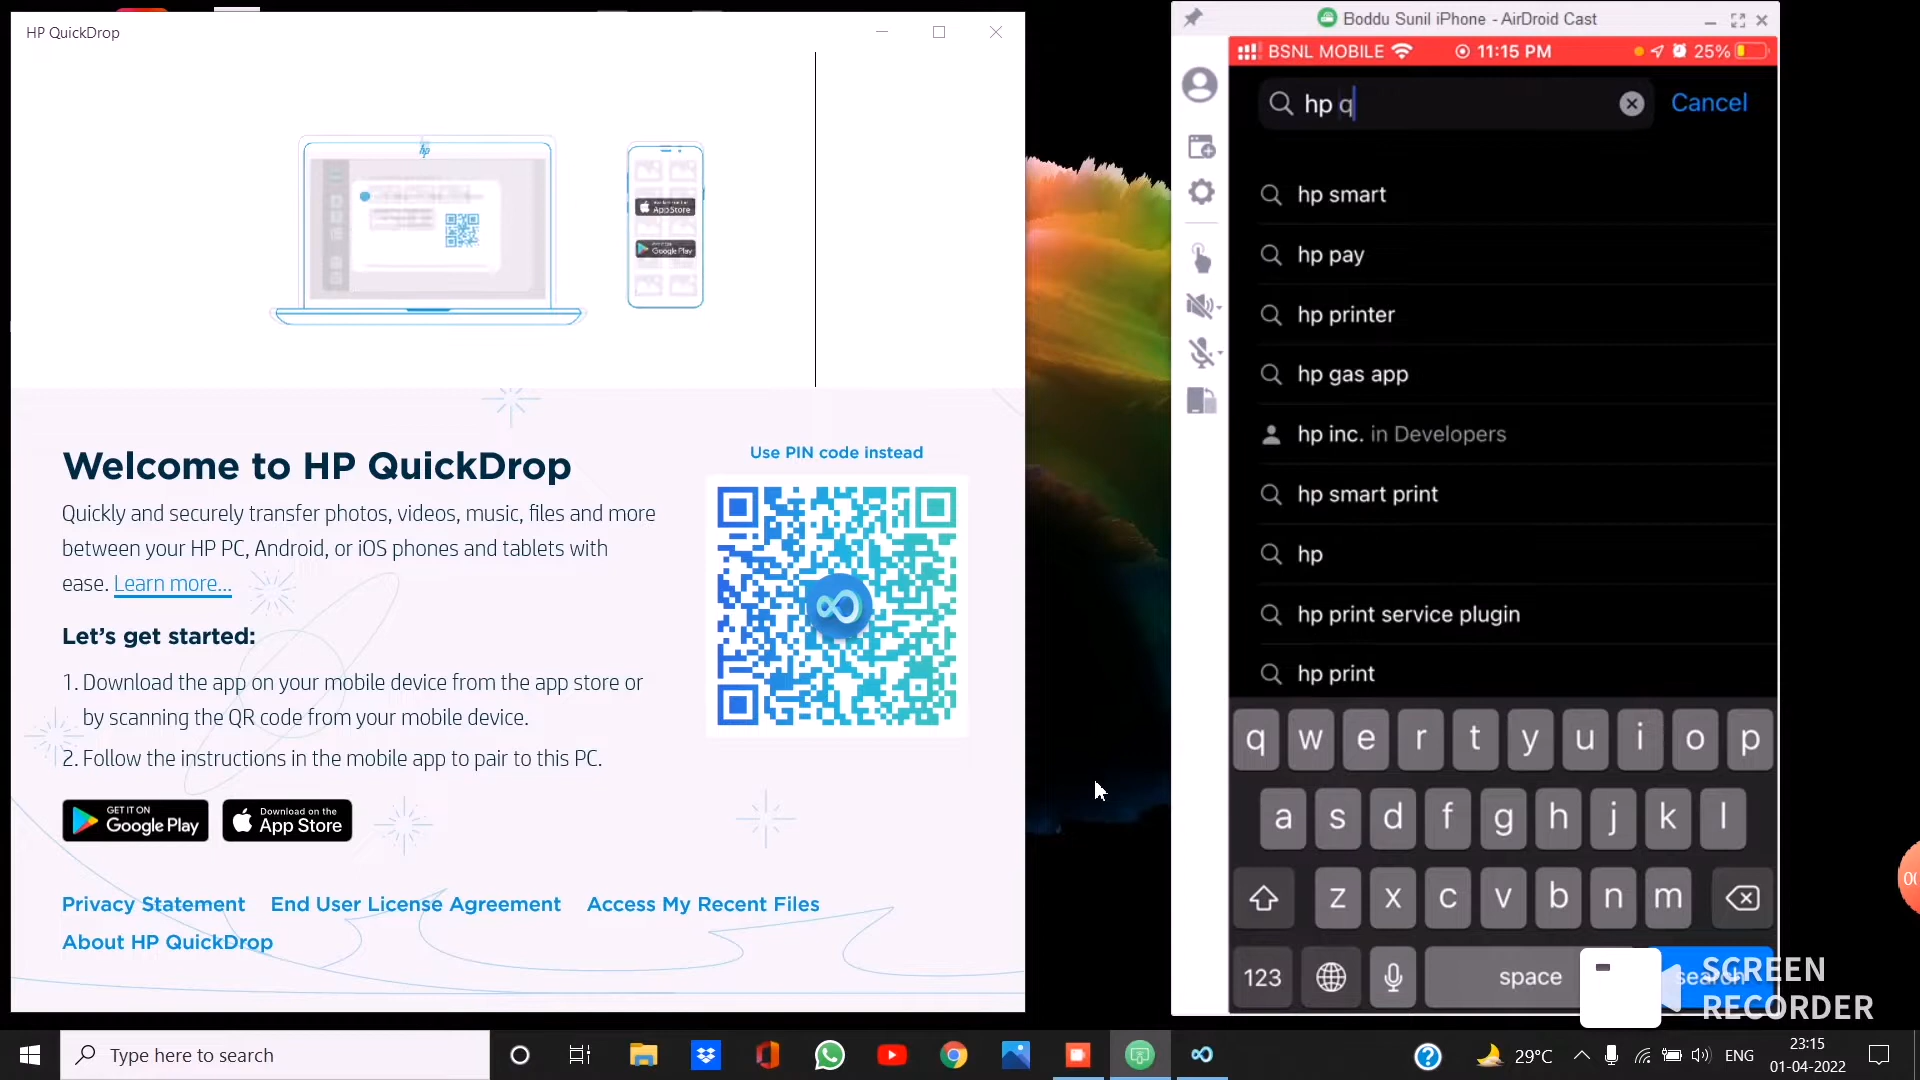 HP QuickDrop
hp
App Store
Google Play
Welcome to HP QuickDrop
Quickly and securely transfer photos, videos, music, files and more
between your HP PC, Android, or iOS phones and tablets with
ease. Learn more...
Let's get started:
1. Download the app on your mobile device from the app store or
by scanning the QR code from your mobile device.
2. Follow the instructions in the mobile app to pair to this PC.
GET IT ON
Google Play
Download on the
App Store
Use PIN code instead
Privacy Statement End User License Agreement Access My Recent Files
About HP QuickDrop
Boddu Sunil iPhone - AirDroid Cast
BSNL MOBILE 11:15 PM 25%
hp q Cancel
hp smart
hp pay
hp printer
hp gas app
hp inc. in Developers
hp smart print
hp
hp print service plugin
hp print
q w e r t y u i o p
a s d f g h j k l
z x c v b n m
123 space search
SCREEN
RECORDER
Type here to search
29°C ENG
23:15
01-04-2022